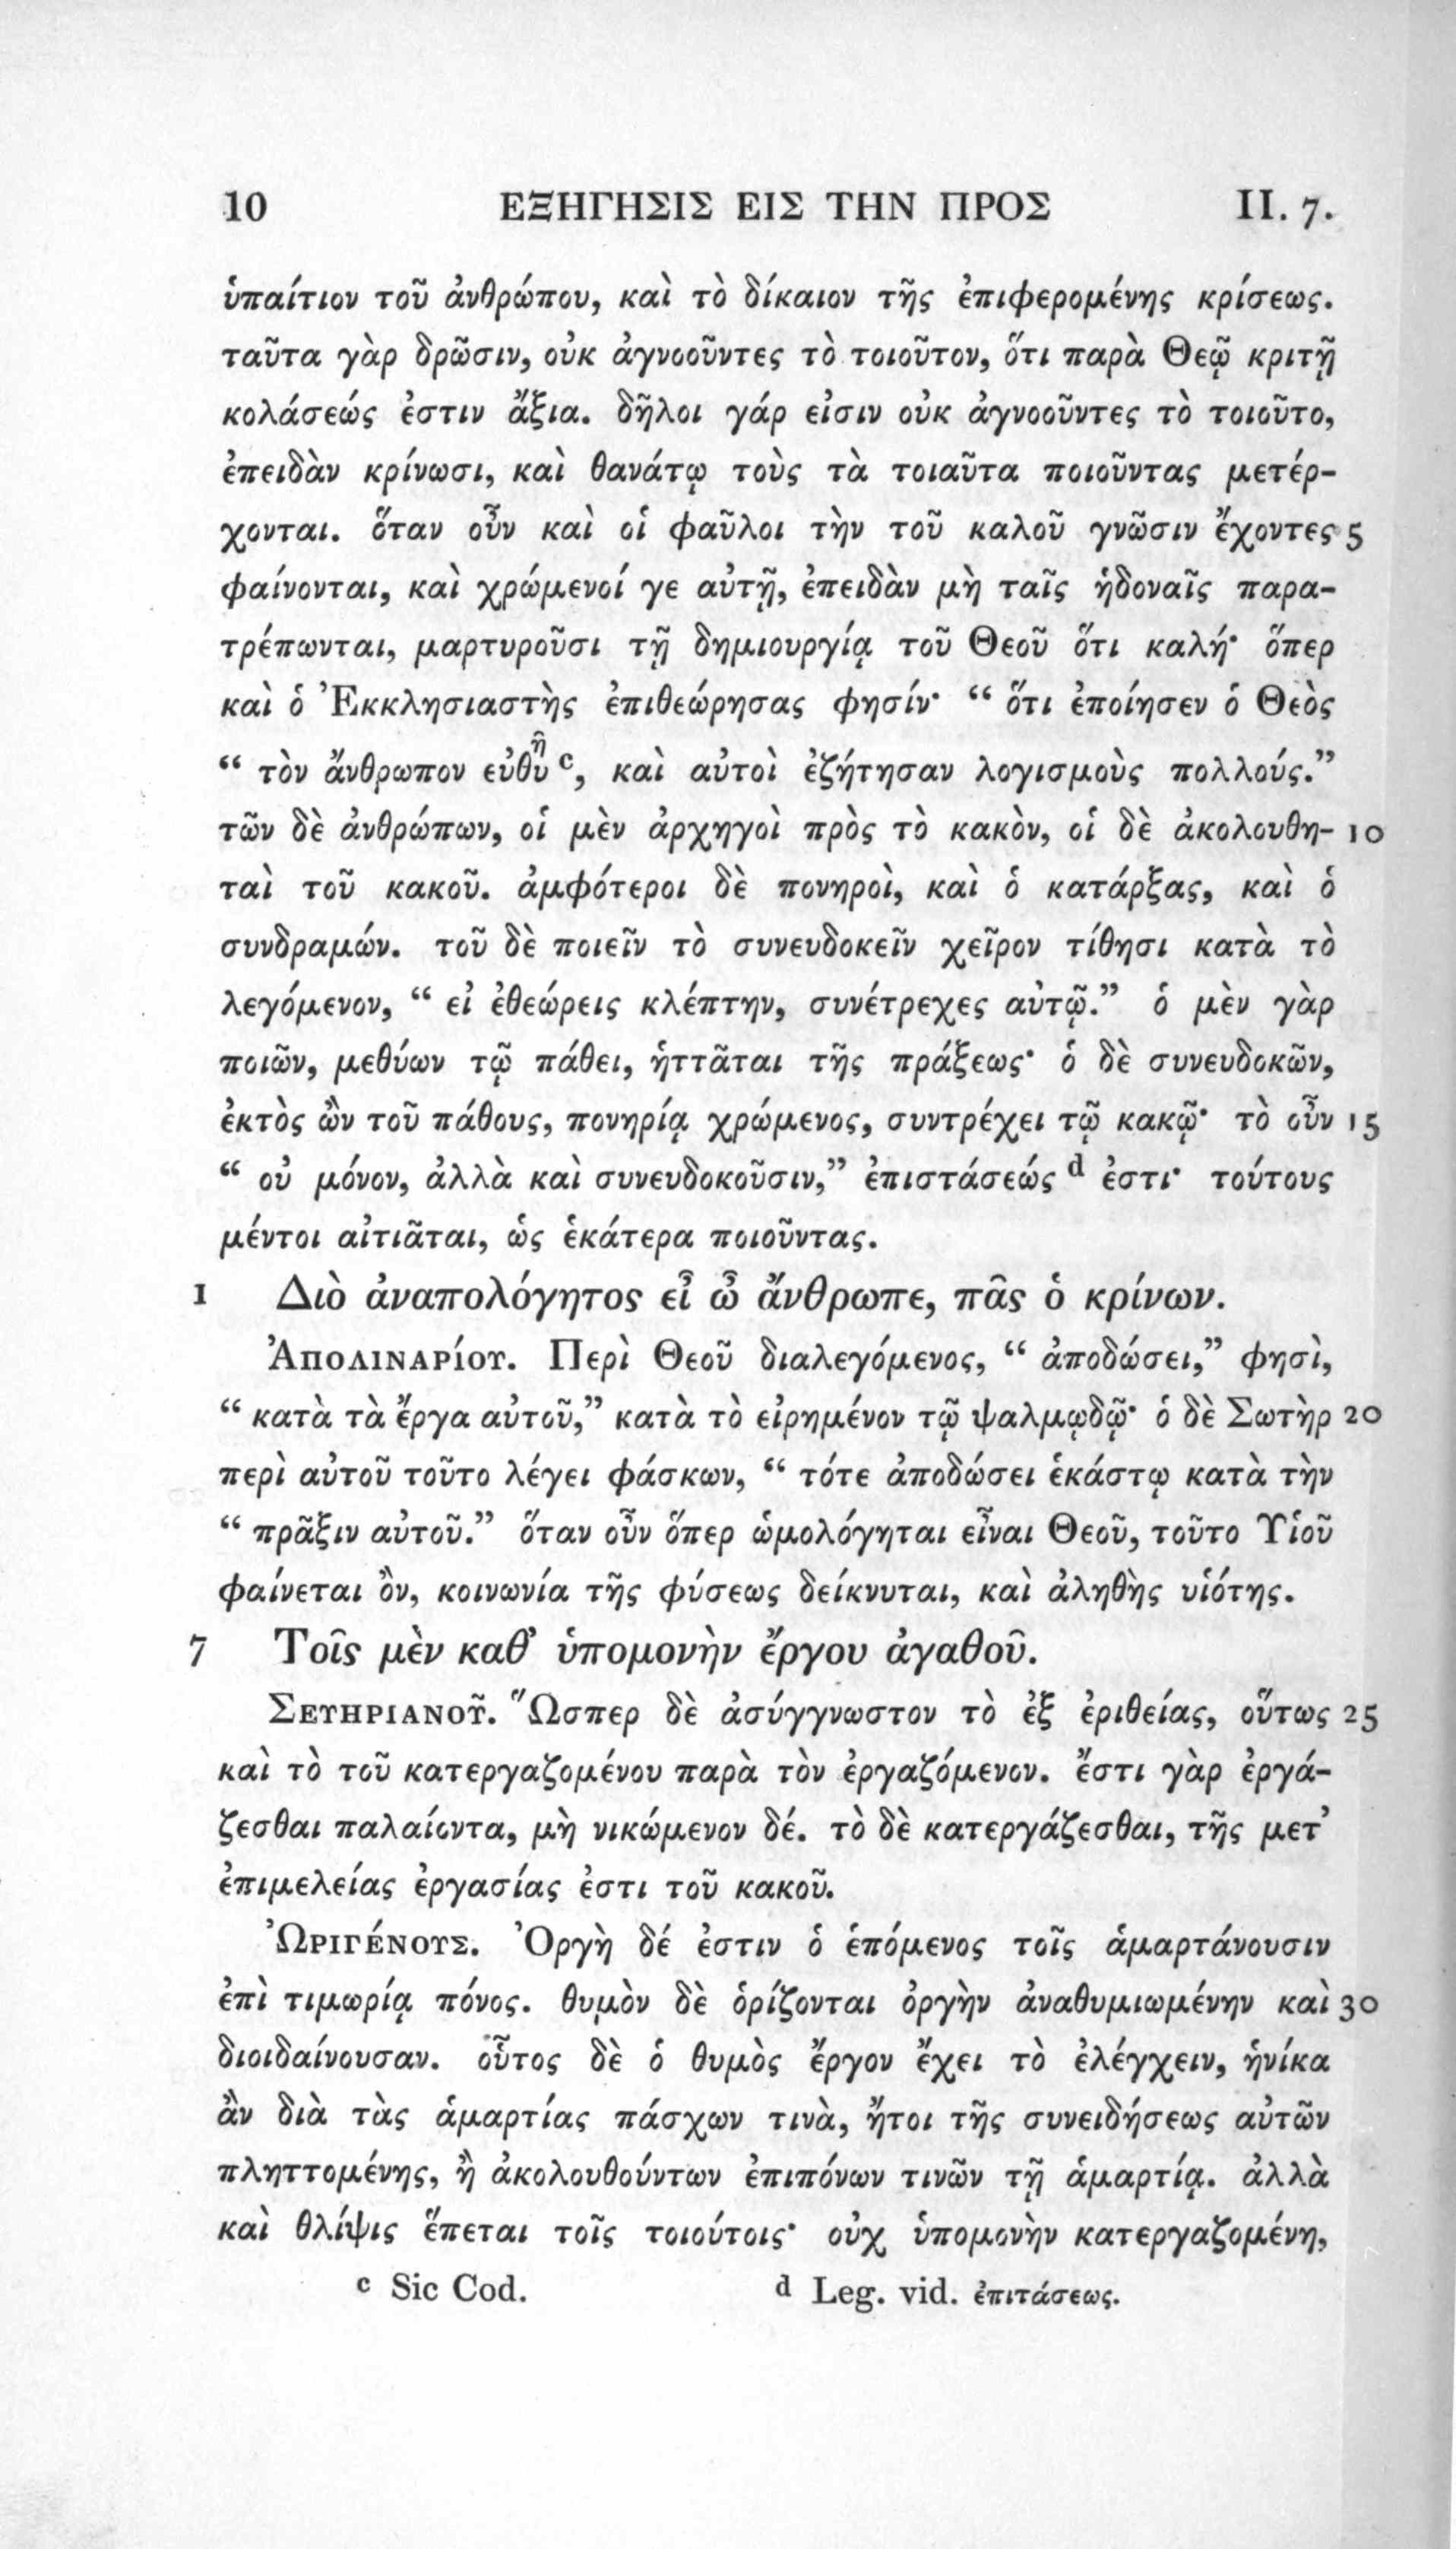 10 ΕΞΗΓΗΣΙΣ ΕΙΣ ΤΗΝ ΠΡΟΣ II. 7.
ὑπαίτιον τοῦ ἀνθρώπου, καὶ τὸ δίκαιον τῆς ἐπιφερομένης κρίσεως.
ταῦτα γὰρ δρῶσιν, οὐκ ἀγνοοῦντες τὸ τοιοῦτον, ὅτι παρὰ Θεῷ κριτῇ
κολάσεώς ἐστιν ἄξια. δῆλοι γάρ εἰσιν οὐκ ἀγνοοῦντες τὸ τοιοῦτο,
ἐπειδὰν κρίνωσι, καὶ θανάτῳ τοὺς τὰ τοιαῦτα ποιοῦντας μετέρ-
χονται. ὅταν οὖν καὶ οἱ φαῦλοι τὴν τοῦ καλοῦ γνῶσιν ἔχοντες 5
φαίνονται, καὶ χρώμενοί γε αὐτῇ, ἐπειδὰν μὴ ταῖς ἡδοναῖς παρα-
τρέπωνται, μαρτυροῦσι τῇ δημιουργίᾳ τοῦ Θεοῦ ὅτι καλή· ὅπερ
καὶ ὁ Ἐκκλησιαστὴς ἐπιθεώρησας φησίν· “ ὅτι ἐποίησεν ὁ Θεὸς
“ τὸν ἄνθρωπον εὐθῦ ῆ c, καὶ αὐτοὶ ἐζήτησαν λογισμοὺς πολλούς.”
τῶν δὲ ἀνθρώπων, οἱ μὲν ἀρχηγοὶ πρὸς τὸ κακὸν, οἱ δὲ ἀκολουθη- 10
ταὶ τοῦ κακοῦ. ἀμφότεροι δὲ πονηροὶ, καὶ ὁ κατάρξας, καὶ ὁ
συνδραμών. τοῦ δὲ ποιεῖν τὸ συνευδοκεῖν χεῖρον τίθησι κατὰ τὸ
λεγόμενον, “ εἰ ἐθεώρεις κλέπτην, συνέτρεχες αὐτῷ.” ὁ μὲν γὰρ
ποιῶν, μεθύων τῷ πάθει, ἡττᾶται τῆς πράξεως· ὁ δὲ συνευδοκῶν,
ἐκτὸς ὢν τοῦ πάθους, πονηρίᾳ χρώμενος, συντρέχει τῷ κακῷ· τὸ οὖν 15
“ οὐ μόνον, ἀλλὰ καὶ συνευδοκοῦσιν,” ἐπιστάσεώς d ἐστι· τούτους
μέντοι αἰτιᾶται, ὡς ἑκάτερα ποιοῦντας.
1 Διὸ ἀναπολόγητος εἶ ὦ ἄνθρωπε, πᾶς ὁ κρίνων.
Ἀπολιναρίου. Περὶ Θεοῦ διαλεγόμενος, “ ἀποδώσει,” φησὶ,
“ κατὰ τὰ ἔργα αὐτοῦ,” κατὰ τὸ εἰρημένον τῷ ψαλμῳδῷ· ὁ δὲ Σωτὴρ 20
περὶ αὐτοῦ τοῦτο λέγει φάσκων, “ τότε ἀποδώσει ἑκάστῳ κατὰ τὴν
“ πρᾶξιν αὐτοῦ.” ὅταν οὖν ὅπερ ὡμολόγηται εἶναι Θεοῦ, τοῦτο Υἱοῦ
φαίνεται ὂν, κοινωνία τῆς φύσεως δείκνυται, καὶ ἀληθὴς υἱότης.
7 Τοῖς μὲν καθ’ ὑπομονὴν ἔργου ἀγαθοῦ.
Σευηριανοῦ. Ὥσπερ δὲ ἀσύγγνωστον τὸ ἐξ ἐριθείας, οὕτως 25
καὶ τὸ τοῦ κατεργαζομένου παρὰ τὸν ἐργαζόμενον. ἔστι γὰρ ἐργά-
ζεσθαι παλαίοντα, μὴ νικώμενον δέ. τὸ δὲ κατεργάζεσθαι, τῆς μετ’
ἐπιμελείας ἐργασίας ἐστι τοῦ κακοῦ.
Ὠριγένους. Ὀργὴ δέ ἐστιν ὁ ἑπόμενος τοῖς ἁμαρτάνουσιν
ἐπὶ τιμωρίᾳ πόνος. θυμὸν δὲ ὁρίζονται ὀργὴν ἀναθυμιωμένην καὶ 30
διοιδαίνουσαν. οὗτος δὲ ὁ θυμὸς ἔργον ἔχει τὸ ἐλέγχειν, ἡνίκα
ἂν διὰ τὰς ἁμαρτίας πάσχων τινὰ, ἤτοι τῆς συνειδήσεως αὐτῶν
πληττομένης, ἢ ἀκολουθούντων ἐπιπόνων τινῶν τῇ ἁμαρτίᾳ. ἀλλὰ
καὶ θλίψις ἕπεται τοῖς τοιούτοις· οὐχ ὑπομονὴν κατεργαζομένη,
c Sic Cod. d Leg. vid. ἐπιτάσεως.